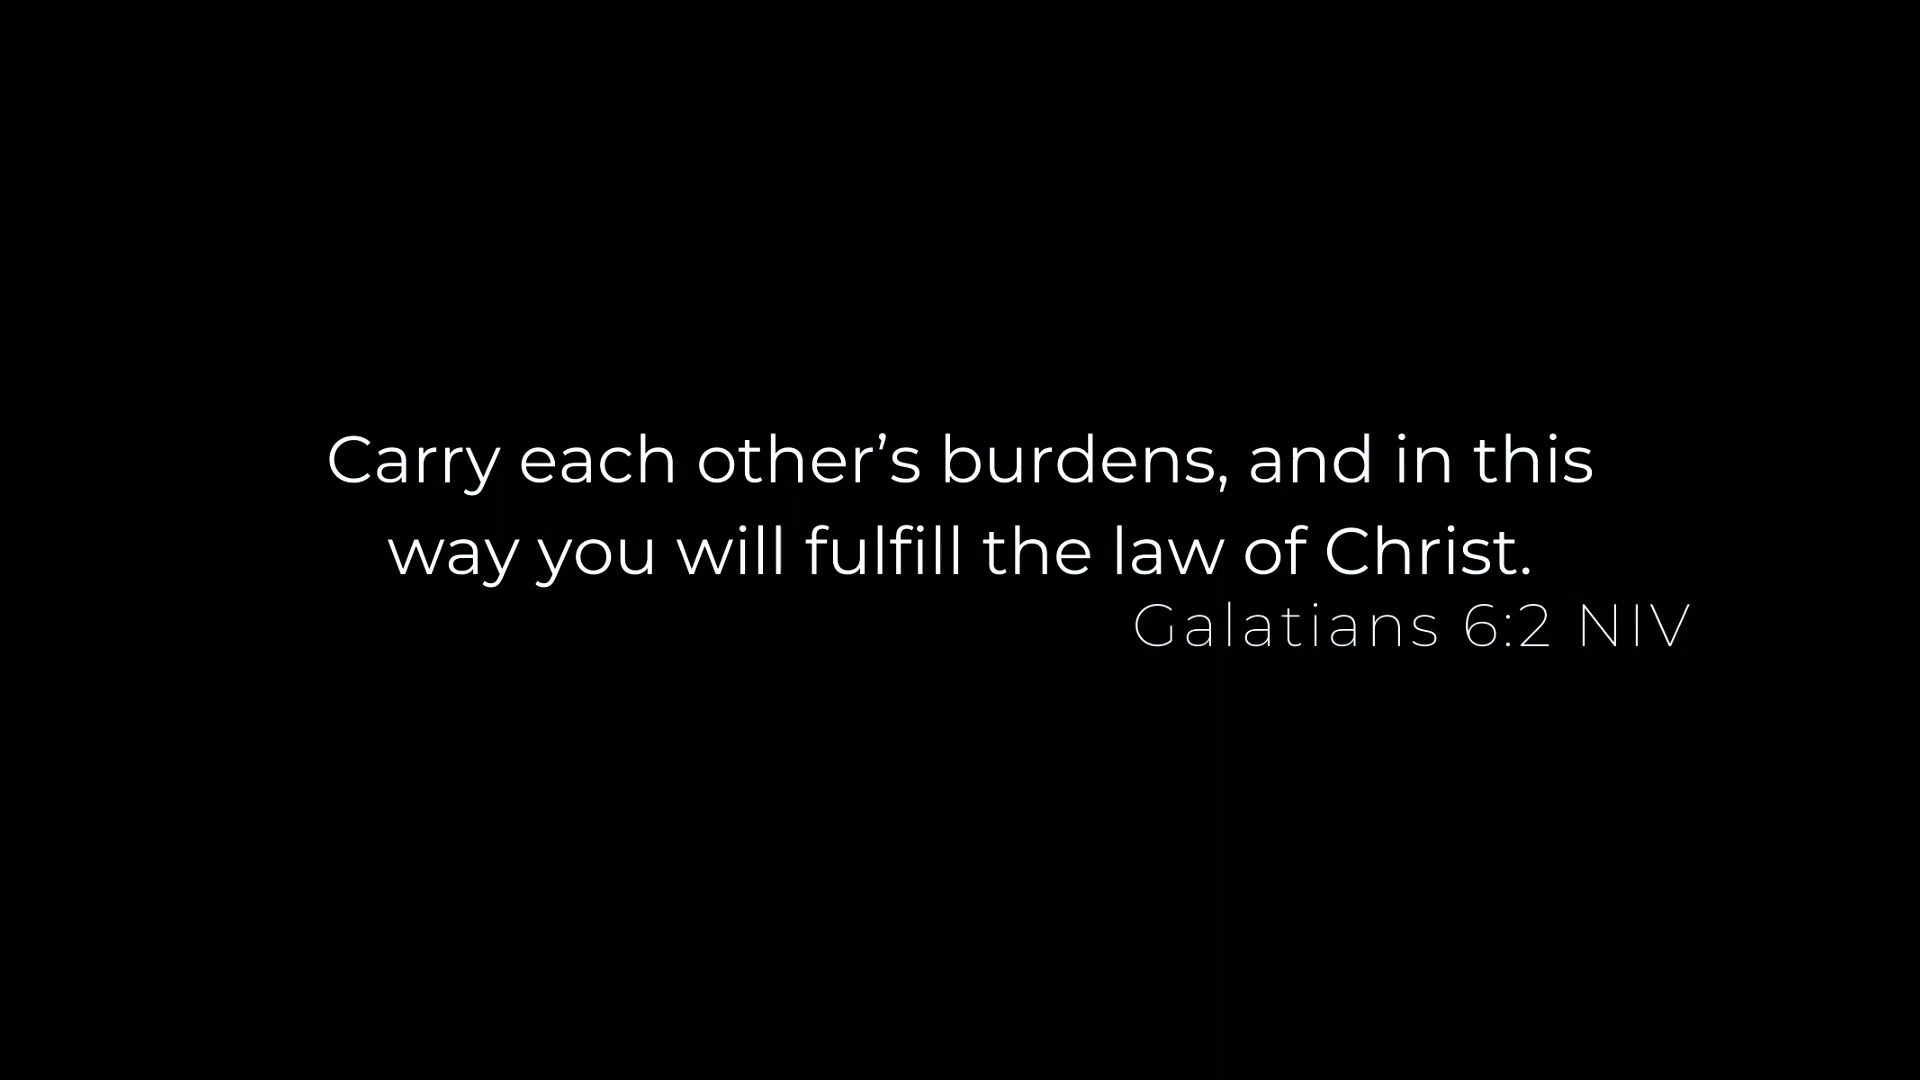 Carry each other’s burdens, and in this
way you will fulfill the law of Christ.
Galatians 6:2 NIV